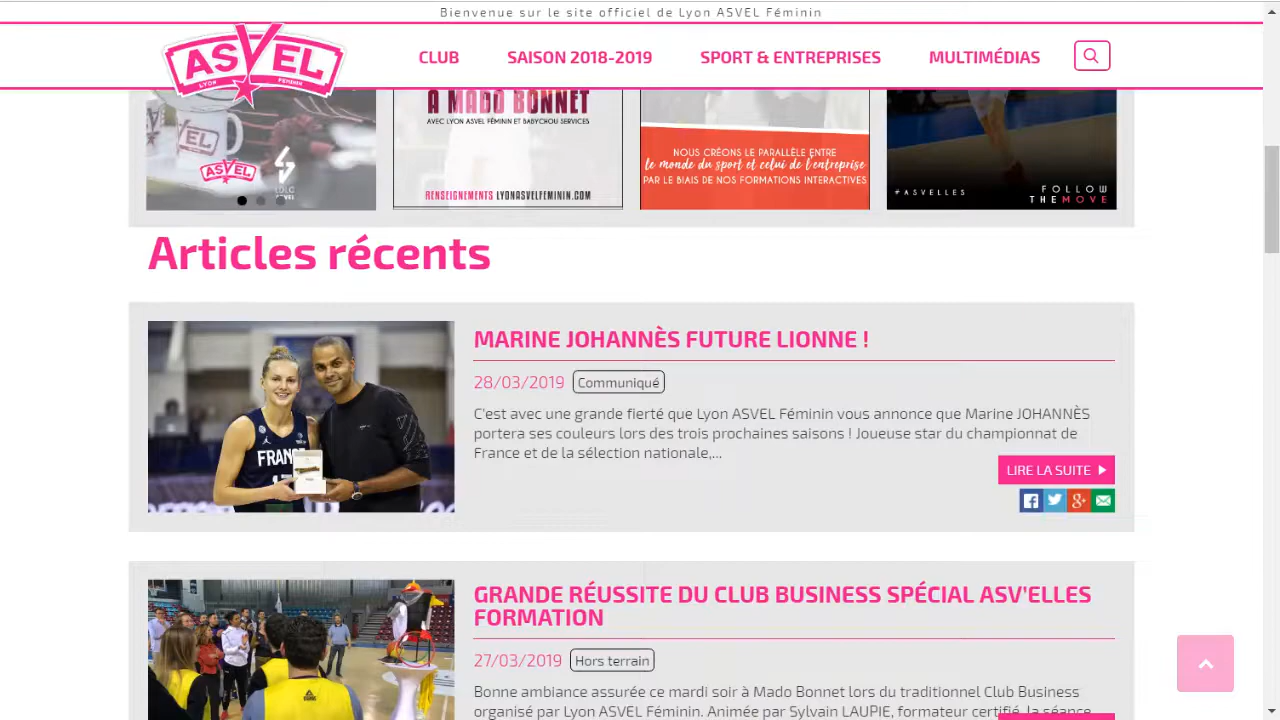 Bienvenue sur le site officiel de Lyon ASVEL Féminin
ASVEL
LYON FÉMININ
CLUB
SAISON 2018-2019
SPORT & ENTREPRISES
MULTIMÉDIAS
VEL
ASVEL
LDLC
ASVEL
À MADO BONNET
AVEC LYON ASVEL FÉMININ ET BABYCHOU SERVICES
RENSEIGNEMENTS LYONASVELFEMININ.COM
NOUS CRÉONS LE PARALLÈLE ENTRE
le monde du sport et celui de l'entreprise
PAR LE BIAIS DE NOS FORMATIONS INTERACTIVES
#ASVELLES
FOLLOW
THEMOVE
Articles récents
FRANC
MARINE JOHANNÈS FUTURE LIONNE !
28/03/2019 Communiqué
C'est avec une grande fierté que Lyon ASVEL Féminin vous annonce que Marine JOHANNÈS
portera ses couleurs lors des trois prochaines saisons ! Joueuse star du championnat de
France et de la sélection nationale,...
LIRE LA SUITE
GRANDE RÉUSSITE DU CLUB BUSINESS SPÉCIAL ASV'ELLES
FORMATION
27/03/2019 Hors terrain
Bonne ambiance assurée ce mardi soir à Mado Bonnet lors du traditionnel Club Business
organisé par Lyon ASVEL Féminin. Animée par Sylvain LAUPIE, formateur certifié, la séance